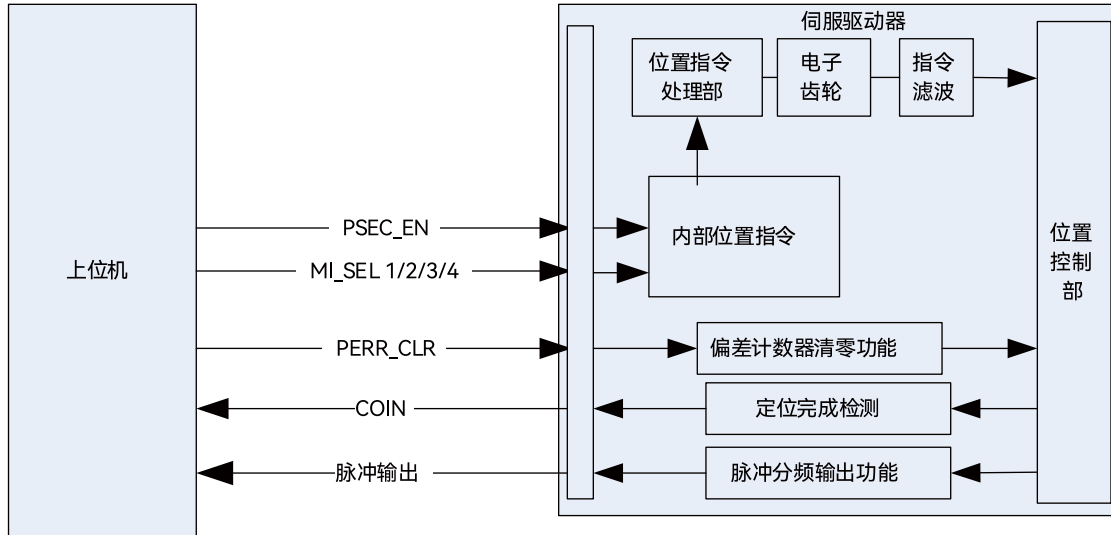 伺服驱动器
位置指令
处理部
电子
齿轮
指令
滤波
PSEC_EN
内部位置指令
MI_SEL 1/2/3/4
上位机
位置
控制
部
PERR_CLR
偏差计数器清零功能
COIN
定位完成检测
脉冲输出
脉冲分频输出功能